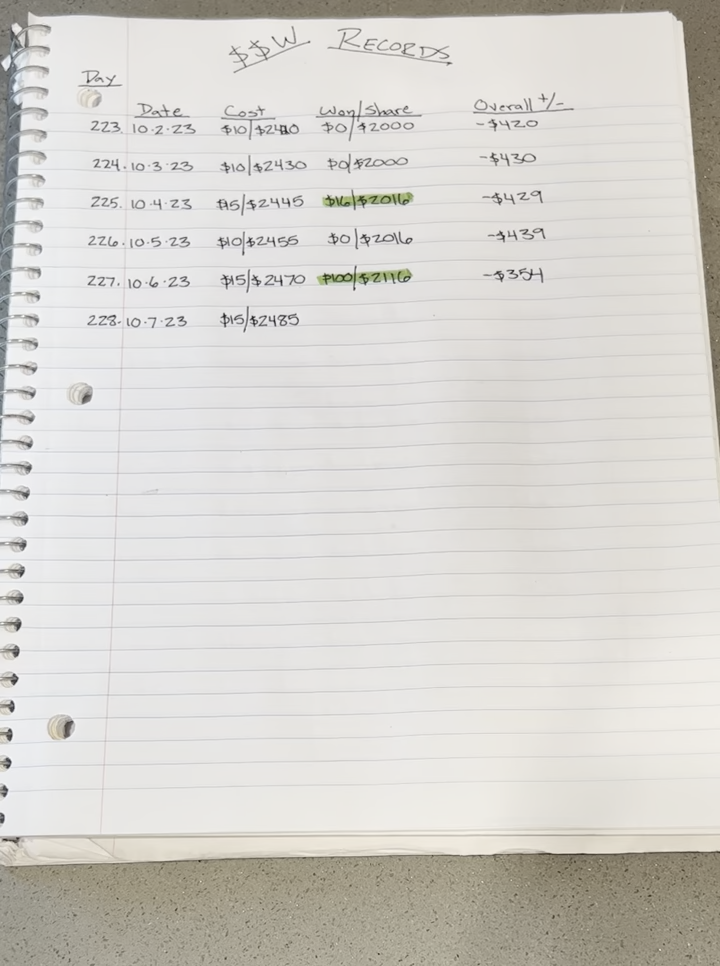 $$W RECORDS
Day
Date Cost Won/Share Overall +/-
223. 10.2.23 $10/$2420 $0/$2000 -$420
224. 10.3.23 $10/$2430 $0/$2000 -$430
225. 10.4.23 $15/$2445 $16/$2016 -$429
226. 10.5.23 $10/$2455 $0/$2016 -$439
227. 10.6.23 $15/$2470 $100/$2116 -$354
228. 10.7.23 $15/$2485